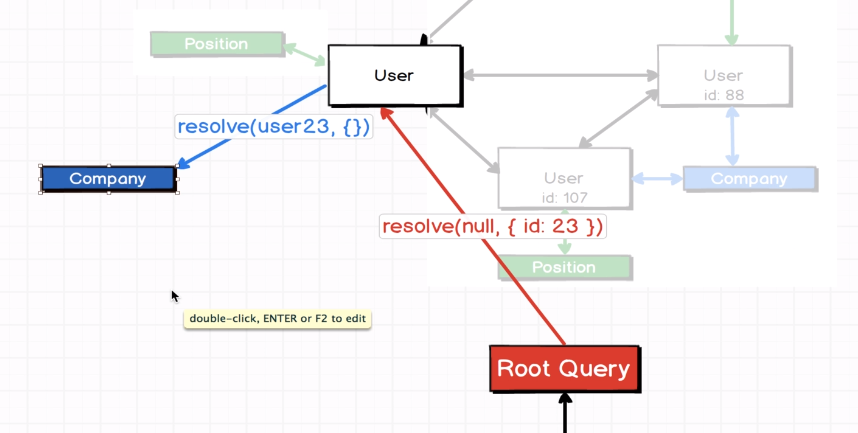 Position
User
User
id: 88
resolve(user23, {})
Company
User
id: 107
Company
resolve(null, { id: 23 })
Position
double-click, ENTER or F2 to edit
Root Query